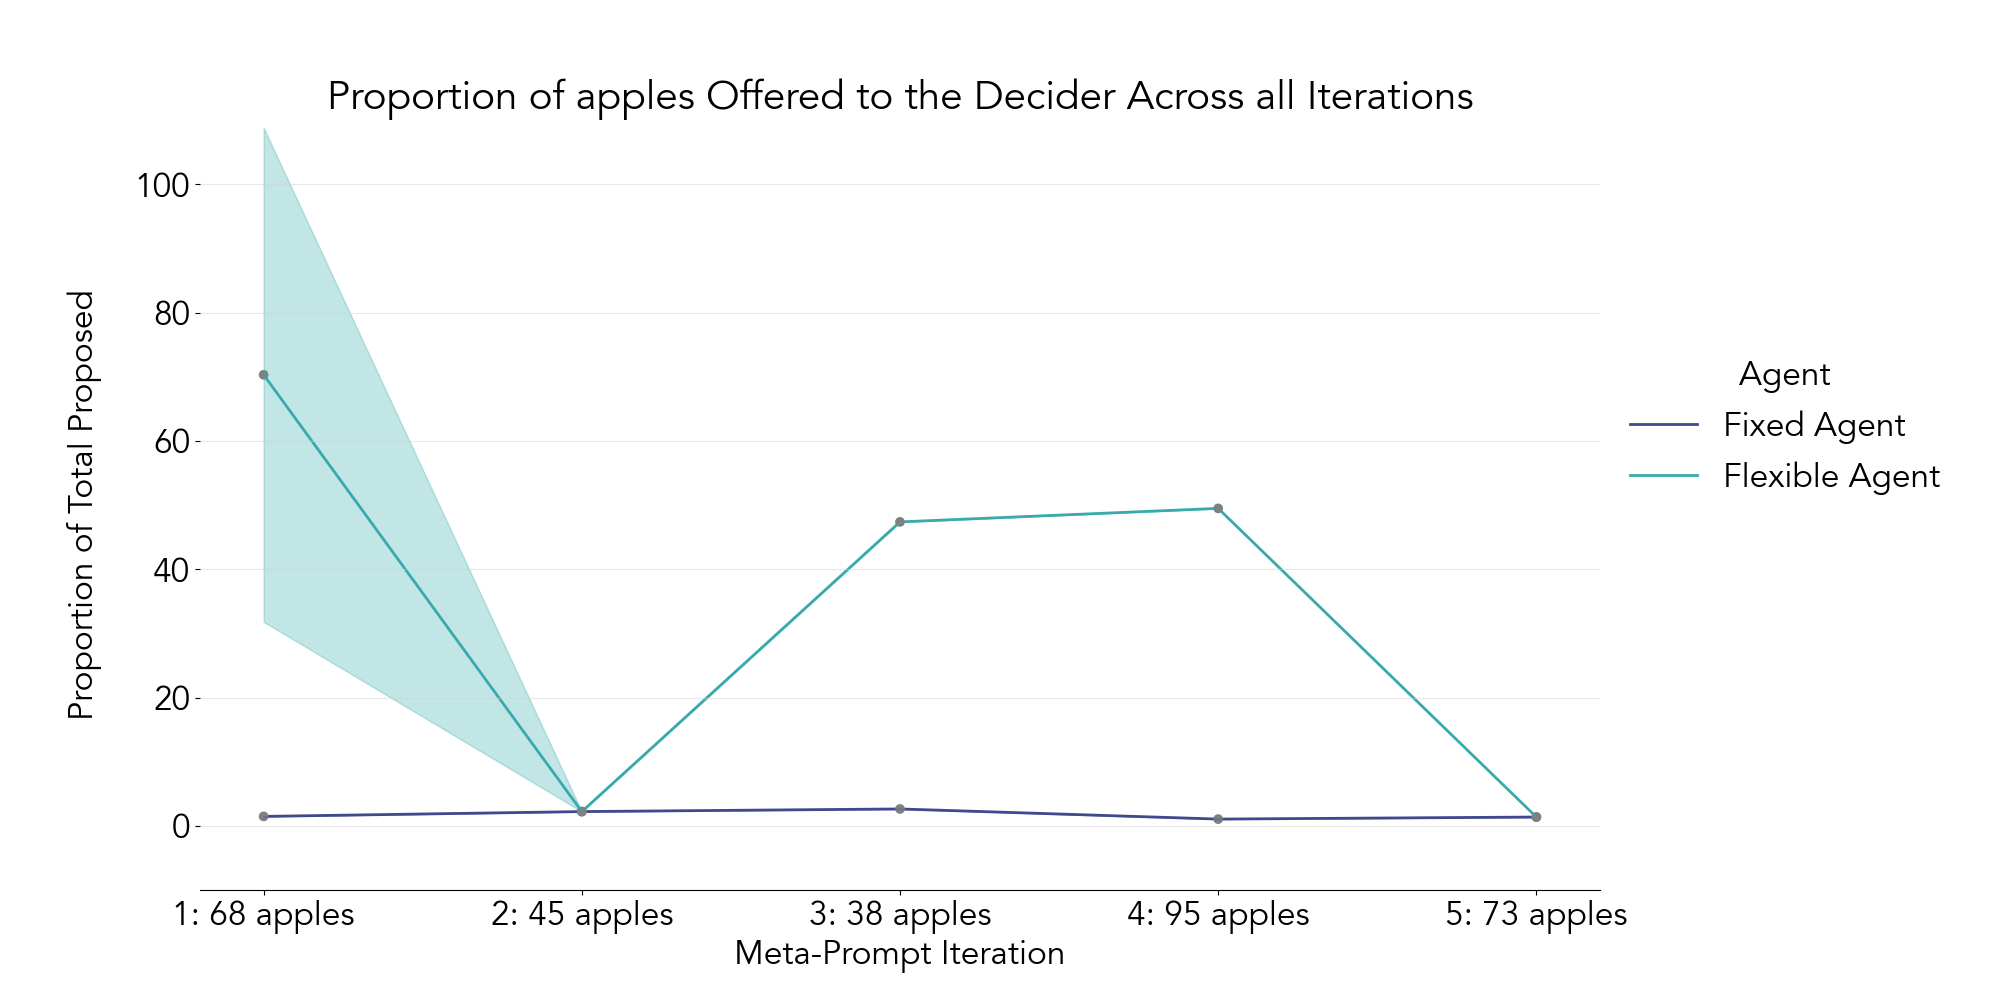 Proportion of apples Offered to the Decider Across all Iterations
Proportion of Total Proposed
100
80
60
40
20
0
1: 68 apples
2: 45 apples
3: 38 apples
4: 95 apples
5: 73 apples
Meta-Prompt Iteration
Agent
Fixed Agent
Flexible Agent